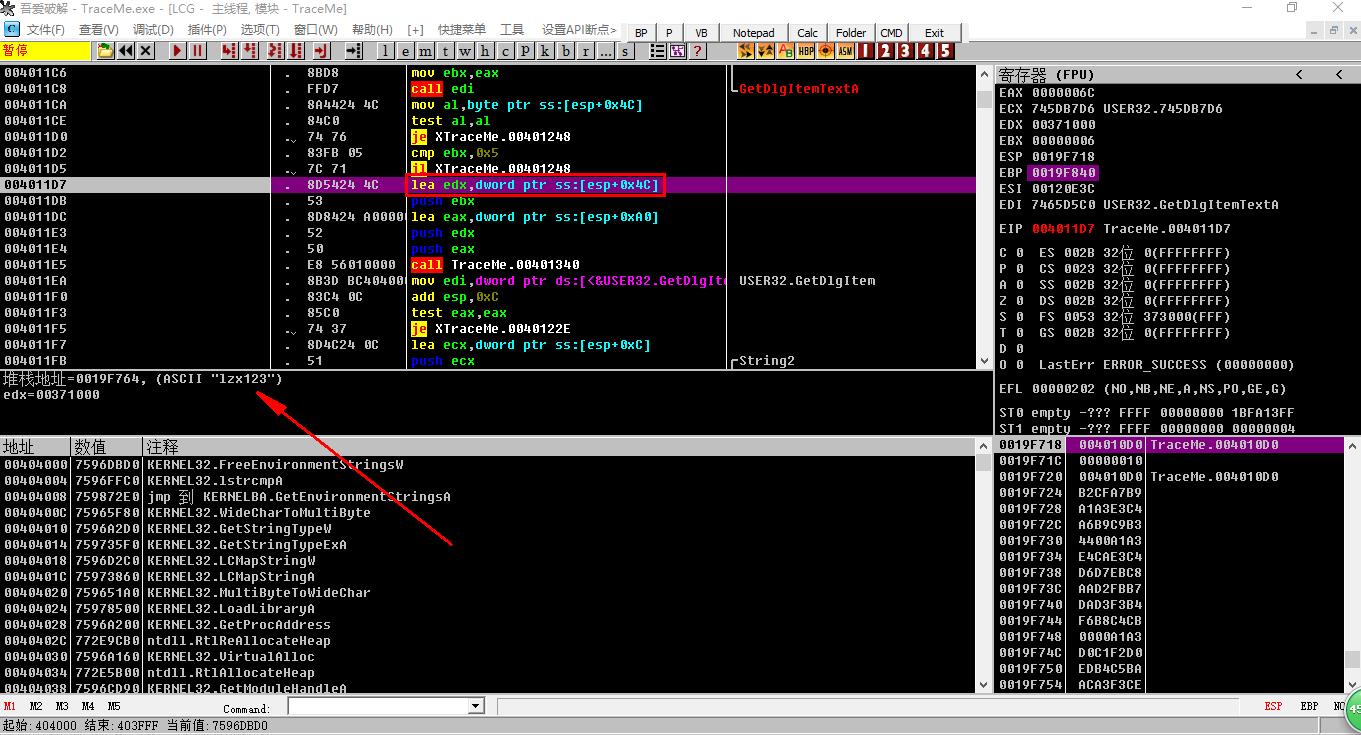 吾爱破解 - TraceMe.exe - [LCG - 主线程, 模块 - TraceMe]
C 文件(F) 查看(V) 调试(D) 插件(P) 选项(T) 窗口(W) 帮助(H) [+] 快捷菜单 工具 设置API断点> BP P VB Notepad Calc Folder CMD Exit
暂停 l e m t w h c p k b r ... s ? HBP ASM 1 2 3 4 5
004011C6 . 8BD8 mov ebx,eax
004011C8 . FFD7 call edi GetDlgItemTextA
004011CA . 8A4424 4C mov al,byte ptr ss:[esp+0x4C]
004011CE . 84C0 test al,al
004011D0 . 74 76 je XTraceMe.00401248
004011D2 . 83FB 05 cmp ebx,0x5
004011D5 . 7C 71 jl XTraceMe.00401248
004011D7 . 8D5424 4C lea edx,dword ptr ss:[esp+0x4C]
004011DB . 53 push ebx
004011DC . 8D8424 A0000 lea eax,dword ptr ss:[esp+0xA0]
004011E3 . 52 push edx
004011E4 . 50 push eax
004011E5 . E8 56010000 call TraceMe.00401340
004011EA . 8B3D BC40400 mov edi,dword ptr ds:[<&USER32.GetDlgIt USER32.GetDlgItem
004011F0 . 83C4 0C add esp,0xC
004011F3 . 85C0 test eax,eax
004011F5 . 74 37 je XTraceMe.0040122E
004011F7 . 8D4C24 0C lea ecx,dword ptr ss:[esp+0xC]
004011FB . 51 push ecx String2
堆栈地址=0019F764, (ASCII "lzx123")
edx=00371000
寄存器 (FPU) < <
EAX 0000006C
ECX 745DB7D6 USER32.745DB7D6
EDX 00371000
EBX 00000006
ESP 0019F718
EBP 0019F840
ESI 00120E3C
EDI 7465D5C0 USER32.GetDlgItemTextA
EIP 004011D7 TraceMe.004011D7
C 0 ES 002B 32位 0(FFFFFFFF)
P 0 CS 0023 32位 0(FFFFFFFF)
A 0 SS 002B 32位 0(FFFFFFFF)
Z 0 DS 002B 32位 0(FFFFFFFF)
S 0 FS 0053 32位 373000(FFF)
T 0 GS 002B 32位 0(FFFFFFFF)
D 0
O 0 LastErr ERROR_SUCCESS (00000000)
EFL 00000202 (NO,NB,NE,A,NS,PO,GE,G)
ST0 empty -??? FFFF 00000000 1BFA13FF
ST1 empty -??? FFFF 00000000 00000004
地址 数值 注释
00404000 7596DBD0 KERNEL32.FreeEnvironmentStringsW
00404004 7596FFC0 KERNEL32.lstrcmpA
00404008 759872E0 jmp 到 KERNELBA.GetEnvironmentStringsA
0040400C 75965F80 KERNEL32.WideCharToMultiByte
00404010 7596A2D0 KERNEL32.GetStringTypeW
00404014 759735F0 KERNEL32.GetStringTypeExA
00404018 7596D2C0 KERNEL32.LCMapStringW
0040401C 75973860 KERNEL32.LCMapStringA
00404020 759651A0 KERNEL32.MultiByteToWideChar
00404024 75978500 KERNEL32.LoadLibraryA
00404028 7596A200 KERNEL32.GetProcAddress
0040402C 772E9CB0 ntdll.RtlReAllocateHeap
00404030 7596A160 KERNEL32.VirtualAlloc
00404034 772E5B00 ntdll.RtlAllocateHeap
00404038 7596CD90 KERNEL32.GetModuleHandleA
0019F718 004010D0 TraceMe.004010D0
0019F71C 00000010
0019F720 004010D0 TraceMe.004010D0
0019F724 B2CFA7B9
0019F728 A1A3E3C4
0019F72C A6B9C9B3
0019F730 4400A1A3
0019F734 E4CAE3C4
0019F738 D6D7EBC8
0019F73C AAD2FBB7
0019F740 DAD3F3B4
0019F744 F6B8C4CB
0019F748 0000A1A3
0019F74C D0C1F2D0
0019F750 EDB4C5BA
0019F754 ACA3F3CE
M1 M2 M3 M4 M5 Command: ESP EBP NO
起始: 404000 结束: 403FFF 当前值: 7596DBD0
45